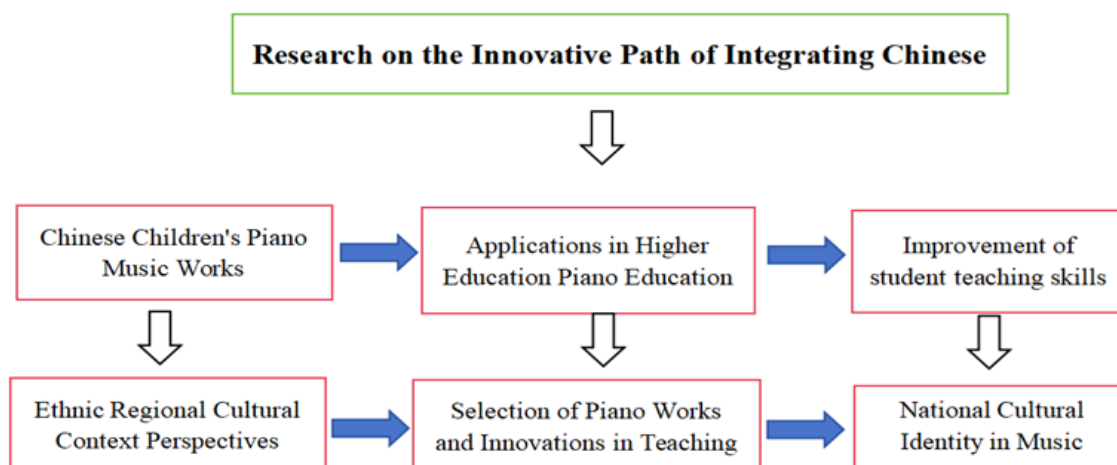 Research on the Innovative Path of Integrating Chinese
Chinese Children's Piano
Music Works
Applications in Higher
Education Piano Education
Improvement of
student teaching skills
Ethnic Regional Cultural
Context Perspectives
Selection of Piano Works
and Innovations in Teaching
National Cultural
Identity in Music